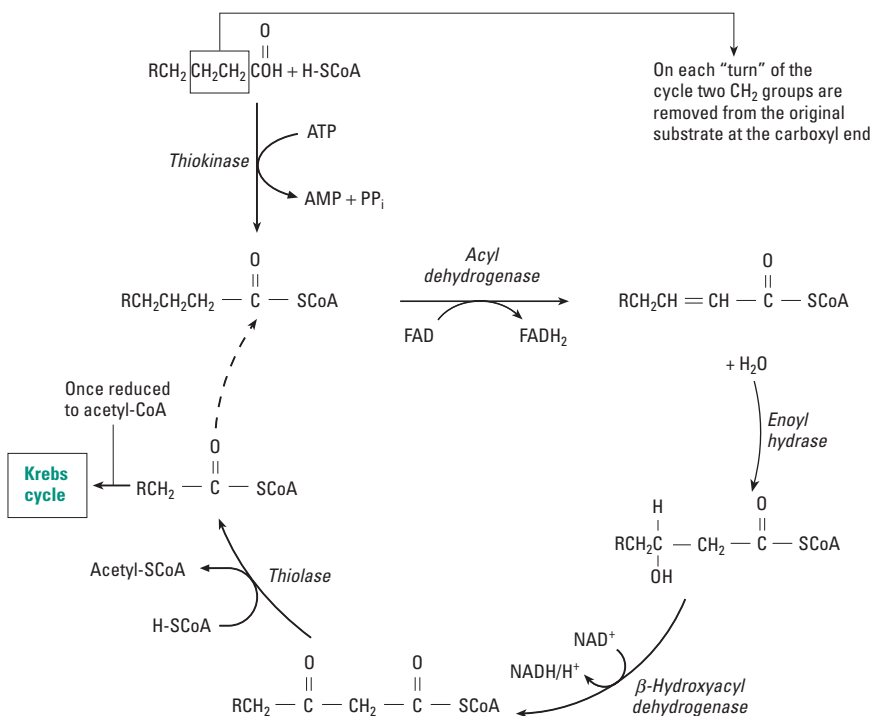 O
||
RCH₂ CH₂CH₂ COH + H-SCoA
On each “turn” of the
cycle two CH₂ groups are
removed from the original
substrate at the carboxyl end
ATP
Thiokinase
AMP + PPᵢ
O
||
RCH₂CH₂CH₂ — C — SCoA
Acyl
dehydrogenase
FAD
FADH₂
O
||
RCH₂CH = CH — C — SCoA
+ H₂O
Enoyl
hydrase
H
|
O
||
RCH₂C — CH₂ — C — SCoA
|
OH
NAD⁺
NADH/H⁺
β-Hydroxyacyl
dehydrogenase
O
||
O
||
RCH₂ — C — CH₂ — C — SCoA
Thiolase
Acetyl-SCoA
H-SCoA
O
||
RCH₂ — C — SCoA
Once reduced
to acetyl-CoA
Krebs
cycle